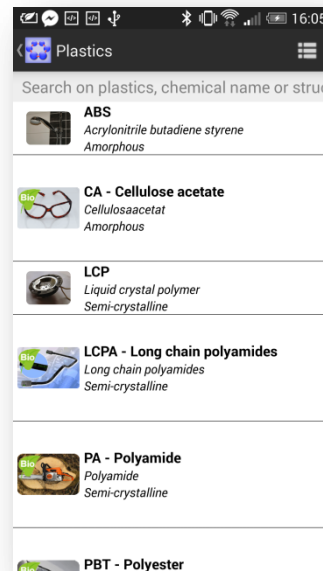 16:05
Plastics
Search on plastics, chemical name or struc
ABS
Acrylonitrile butadiene styrene
Amorphous
Bio
CA - Cellulose acetate
Cellulosaacetat
Amorphous
LCP
Liquid crystal polymer
Semi-crystalline
Bio
LCPA - Long chain polyamides
Long chain polyamides
Semi-crystalline
Bio
PA - Polyamide
Polyamide
Semi-crystalline
Bio
PBT - Polyester